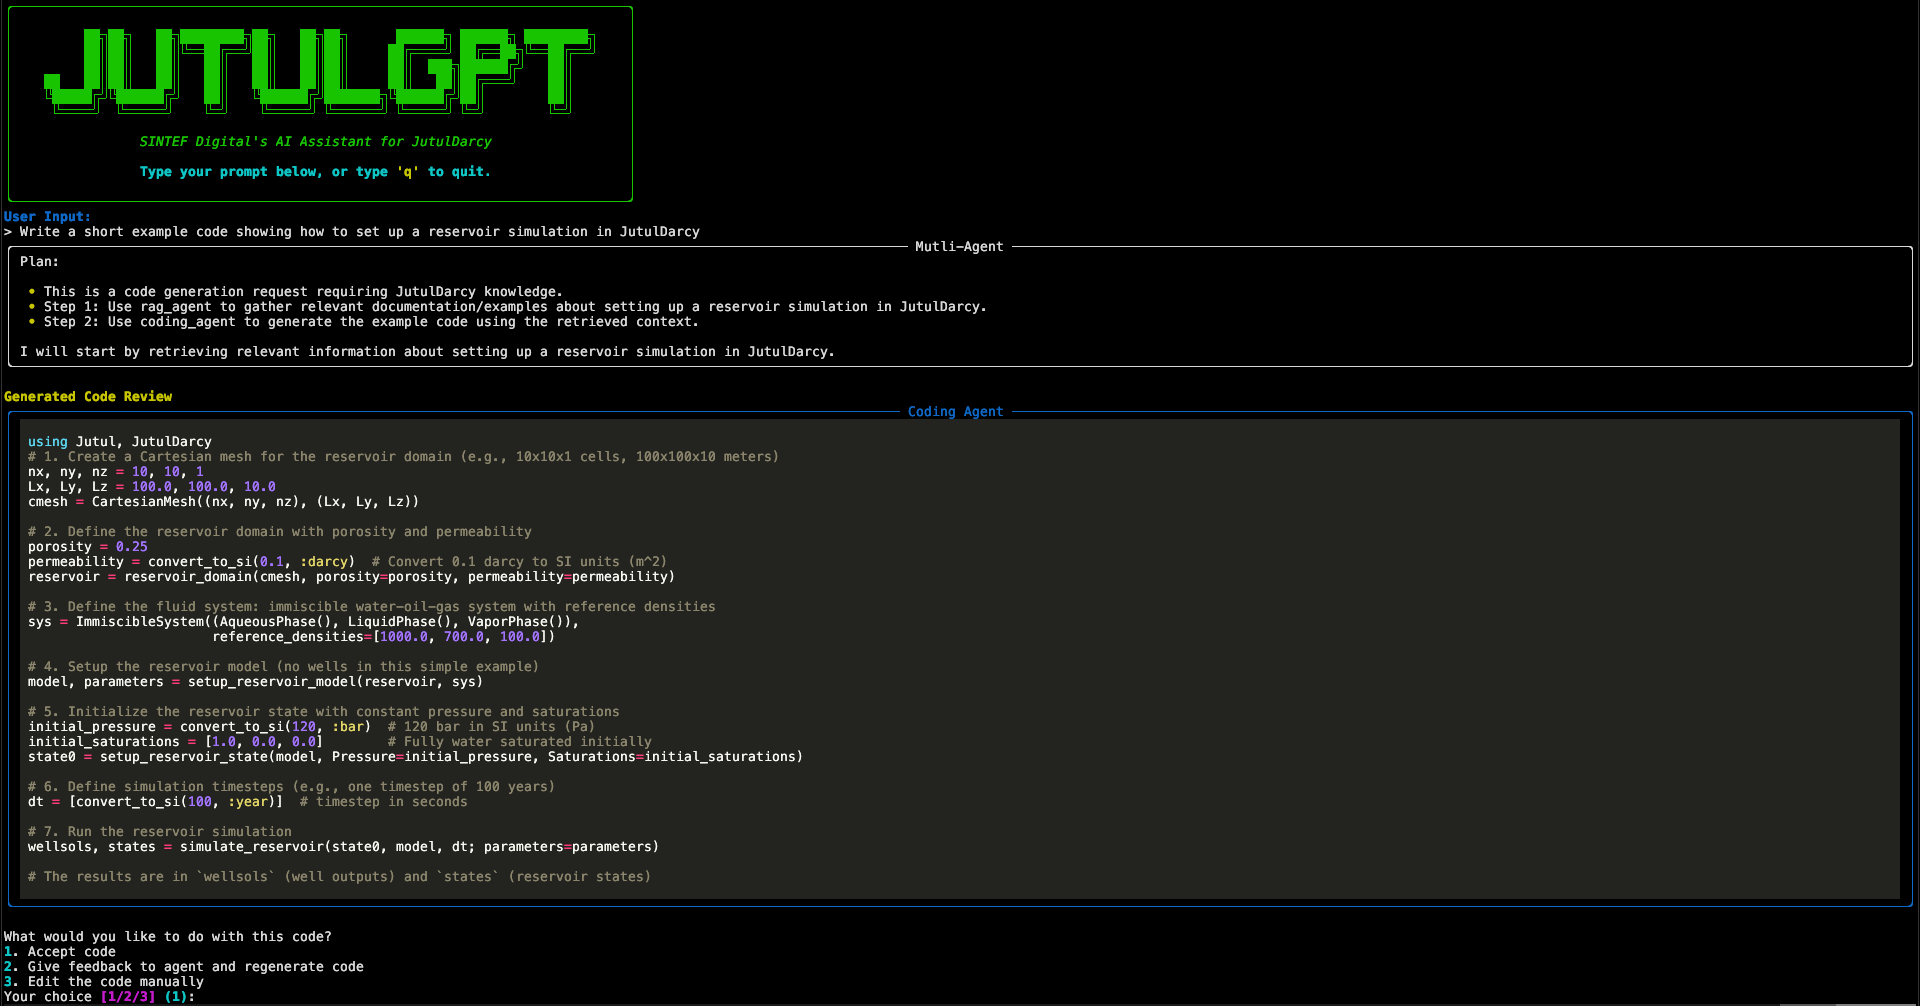 JUTULGPT
SINTEF Digital's AI Assistant for JutulDarcy
Type your prompt below, or type 'q' to quit.
User Input:
> Write a short example code showing how to set up a reservoir simulation in JutulDarcy
Mutli-Agent
Plan:
• This is a code generation request requiring JutulDarcy knowledge.
• Step 1: Use rag_agent to gather relevant documentation/examples about setting up a reservoir simulation in JutulDarcy.
• Step 2: Use coding_agent to generate the example code using the retrieved context.
I will start by retrieving relevant information about setting up a reservoir simulation in JutulDarcy.
Generated Code Review
Coding Agent
using Jutul, JutulDarcy
# 1. Create a Cartesian mesh for the reservoir domain (e.g., 10x10x1 cells, 100x100x10 meters)
nx, ny, nz = 10, 10, 1
Lx, Ly, Lz = 100.0, 100.0, 10.0
cmesh = CartesianMesh((nx, ny, nz), (Lx, Ly, Lz))
# 2. Define the reservoir domain with porosity and permeability
porosity = 0.25
permeability = convert_to_si(0.1, :darcy)  # Convert 0.1 darcy to SI units (m^2)
reservoir = reservoir_domain(cmesh, porosity=porosity, permeability=permeability)
# 3. Define the fluid system: immiscible water-oil-gas system with reference densities
sys = ImmiscibleSystem((AqueousPhase(), LiquidPhase(), VaporPhase()),
reference_densities=[1000.0, 700.0, 100.0])
# 4. Setup the reservoir model (no wells in this simple example)
model, parameters = setup_reservoir_model(reservoir, sys)
# 5. Initialize the reservoir state with constant pressure and saturations
initial_pressure = convert_to_si(120, :bar)  # 120 bar in SI units (Pa)
initial_saturations = [1.0, 0.0, 0.0]        # Fully water saturated initially
state0 = setup_reservoir_state(model, Pressure=initial_pressure, Saturations=initial_saturations)
# 6. Define simulation timesteps (e.g., one timestep of 100 years)
dt = [convert_to_si(100, :year)]  # timestep in seconds
# 7. Run the reservoir simulation
wellsols, states = simulate_reservoir(state0, model, dt; parameters=parameters)
# The results are in `wellsols` (well outputs) and `states` (reservoir states)
What would you like to do with this code?
1. Accept code
2. Give feedback to agent and regenerate code
3. Edit the code manually
Your choice [1/2/3] (1):